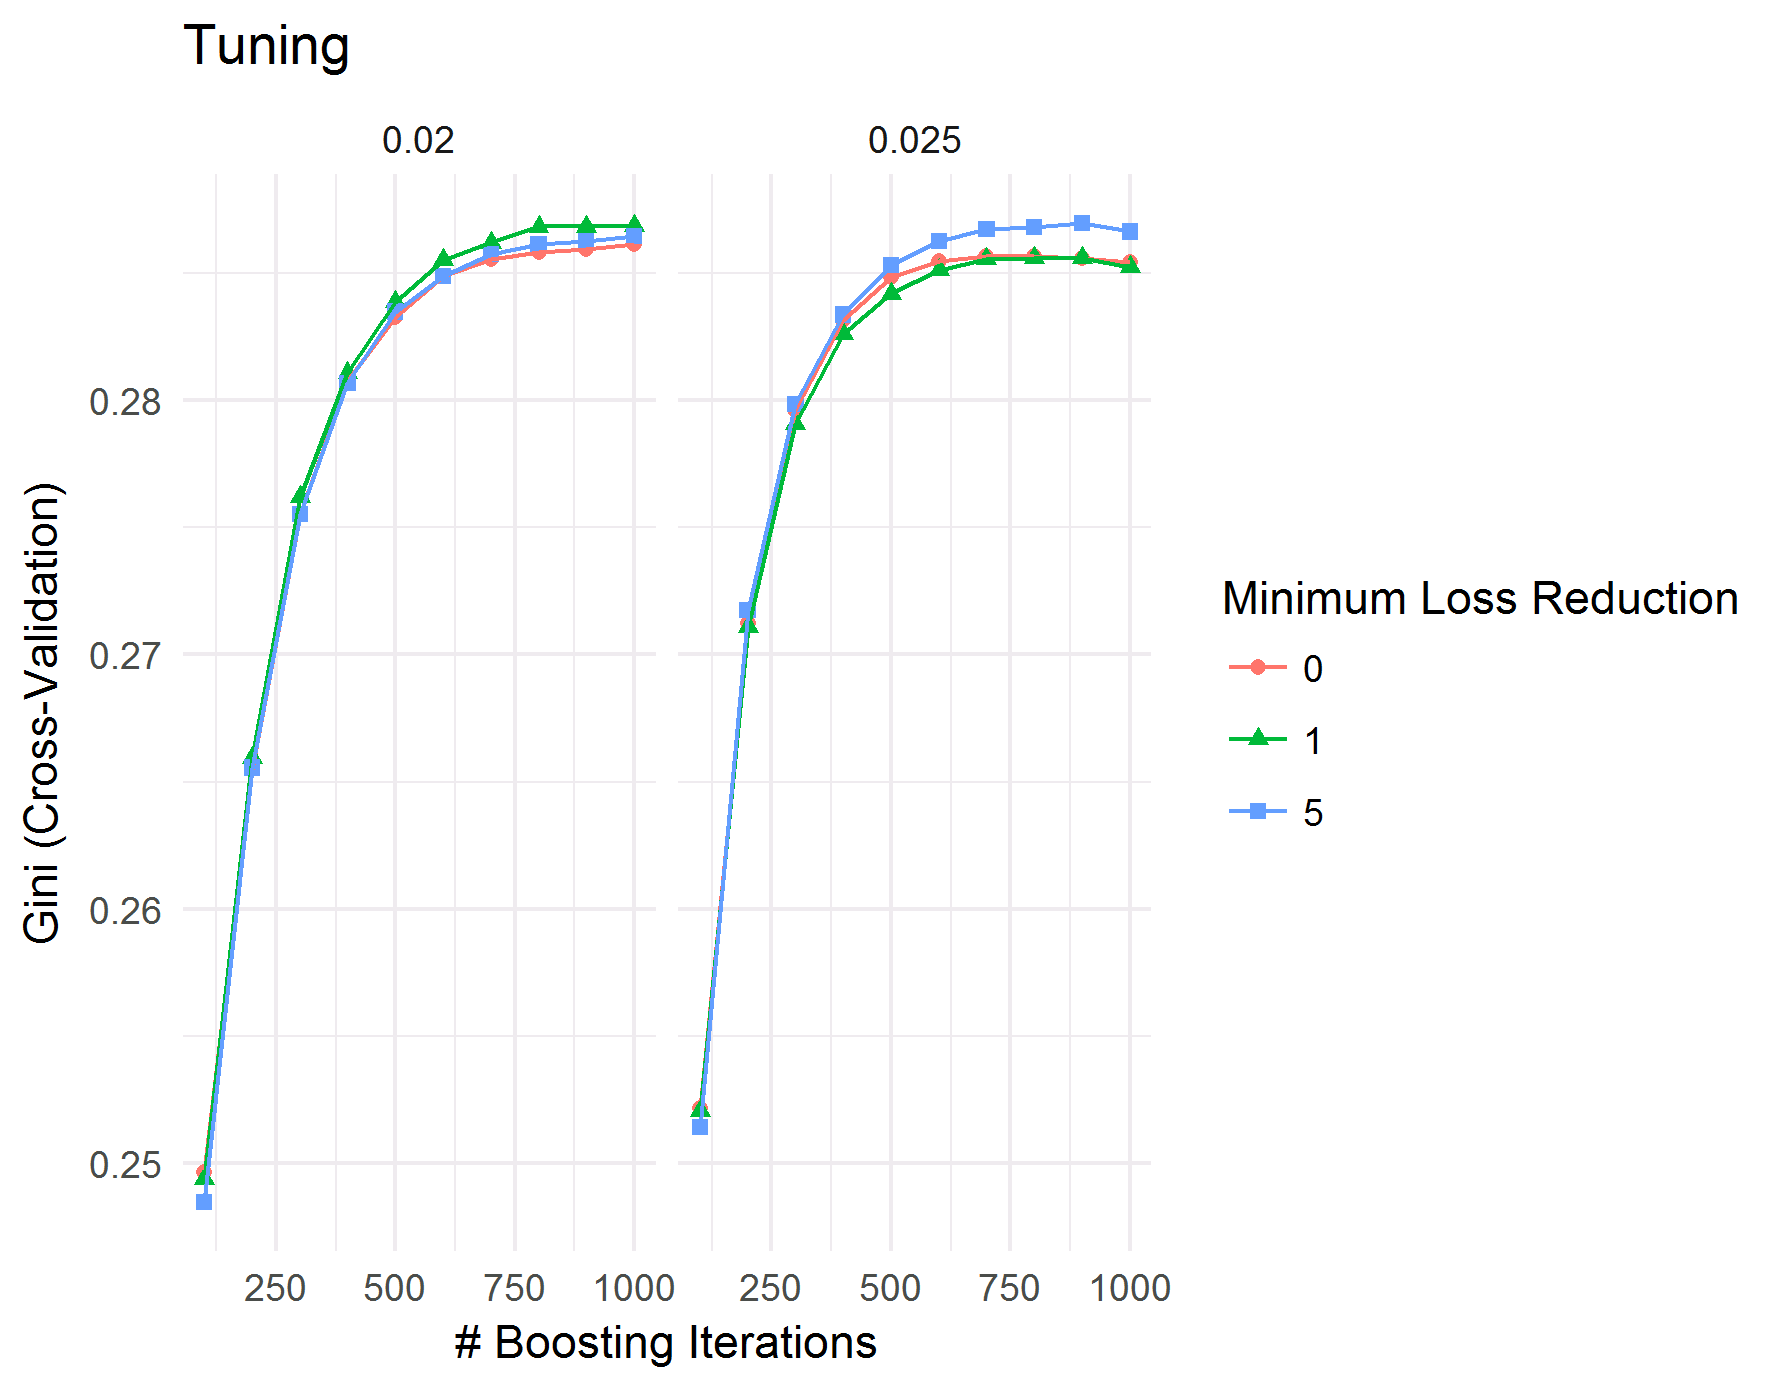 Tuning
0.02 0.025
Gini (Cross-Validation)
0.28
0.27
0.26
0.25
250 500 750 1000 250 500 750 1000
# Boosting Iterations
Minimum Loss Reduction
0
1
5